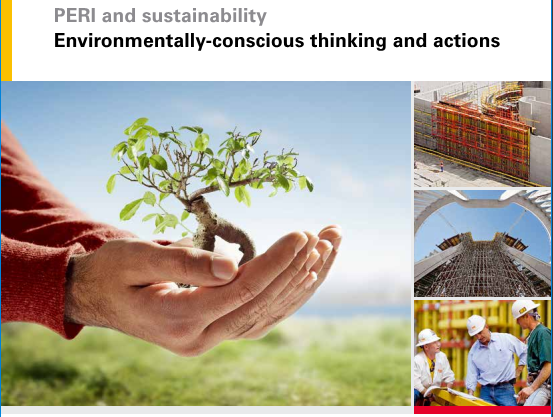 PERI and sustainability
Environmentally-conscious thinking and actions